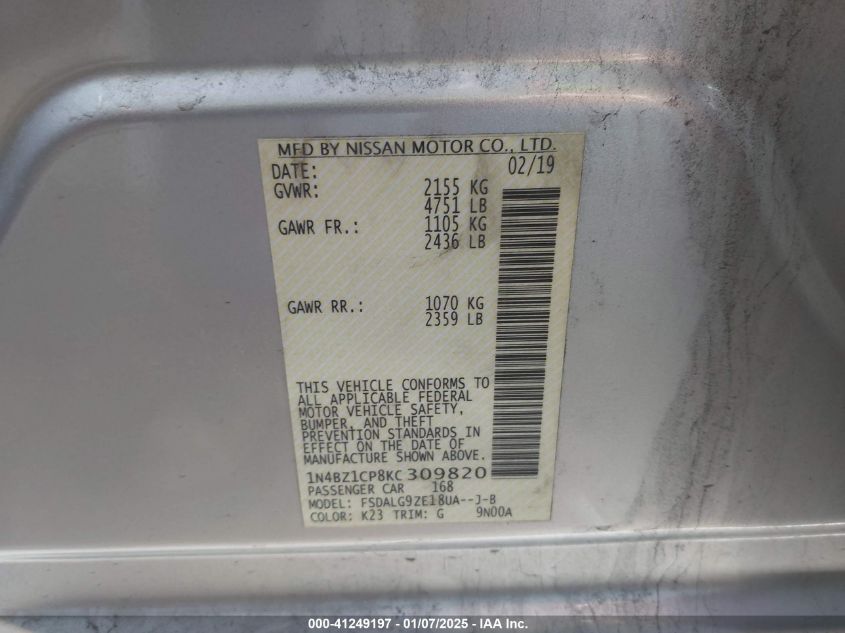 MFD BY NISSAN MOTOR CO., LTD.
DATE: 02/19
GVWR: 2155 KG
4751 LB
GAWR FR.: 1105 KG
2436 LB
GAWR RR.: 1070 KG
2359 LB
THIS VEHICLE CONFORMS TO
ALL APPLICABLE FEDERAL
MOTOR VEHICLE SAFETY,
BUMPER, AND THEFT
PREVENTION STANDARDS IN
EFFECT ON THE DATE OF
MANUFACTURE SHOWN ABOVE.
1N4BZ1CP8KC309820
PASSENGER CAR 168
MODEL: FSDALG9ZE18UA--J-B
COLOR: K23 TRIM: G 9N00A
000-41249197 - 01/07/2025 - IAA Inc.